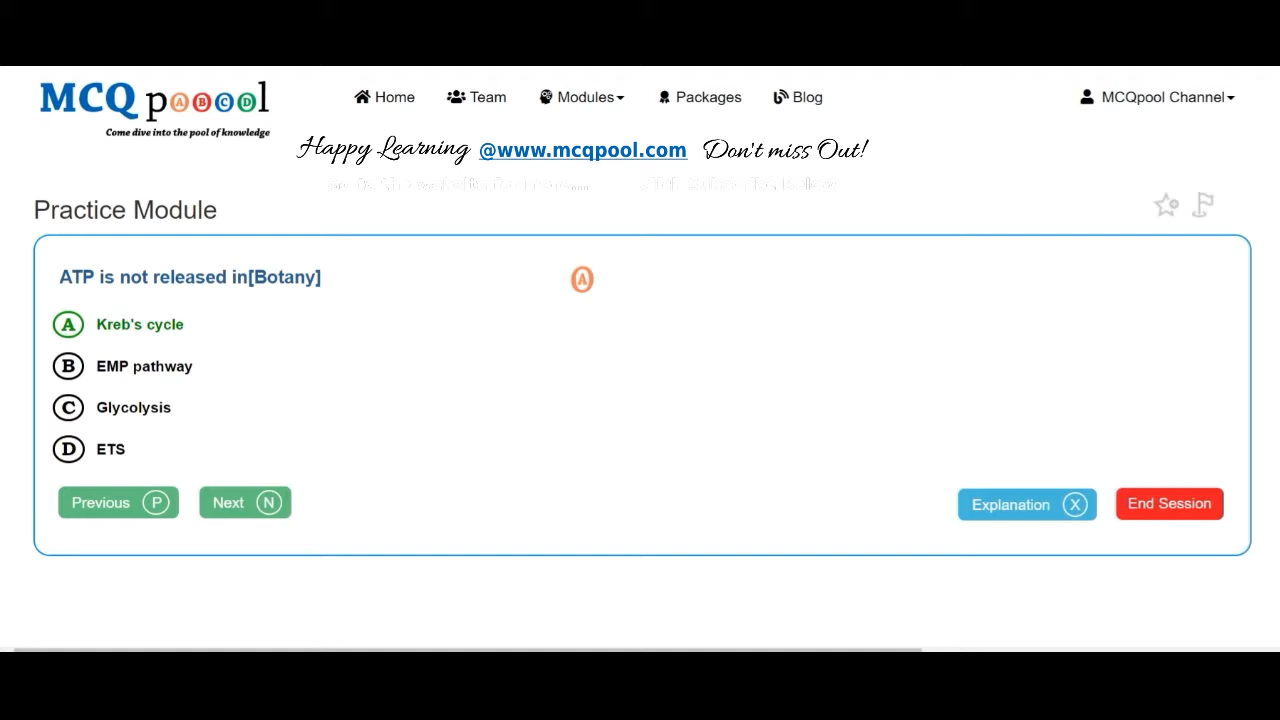 MCQ pooool
Come dive into the pool of knowledge
Home
Team
Modules
Packages
Blog
MCQpool Channel
Happy Learning @www.mcqpool.com Don't miss Out!
Practice Module
ATP is not released in[Botany]
A
A Kreb's cycle
B EMP pathway
C Glycolysis
D ETS
Previous P
Next N
Explanation X
End Session